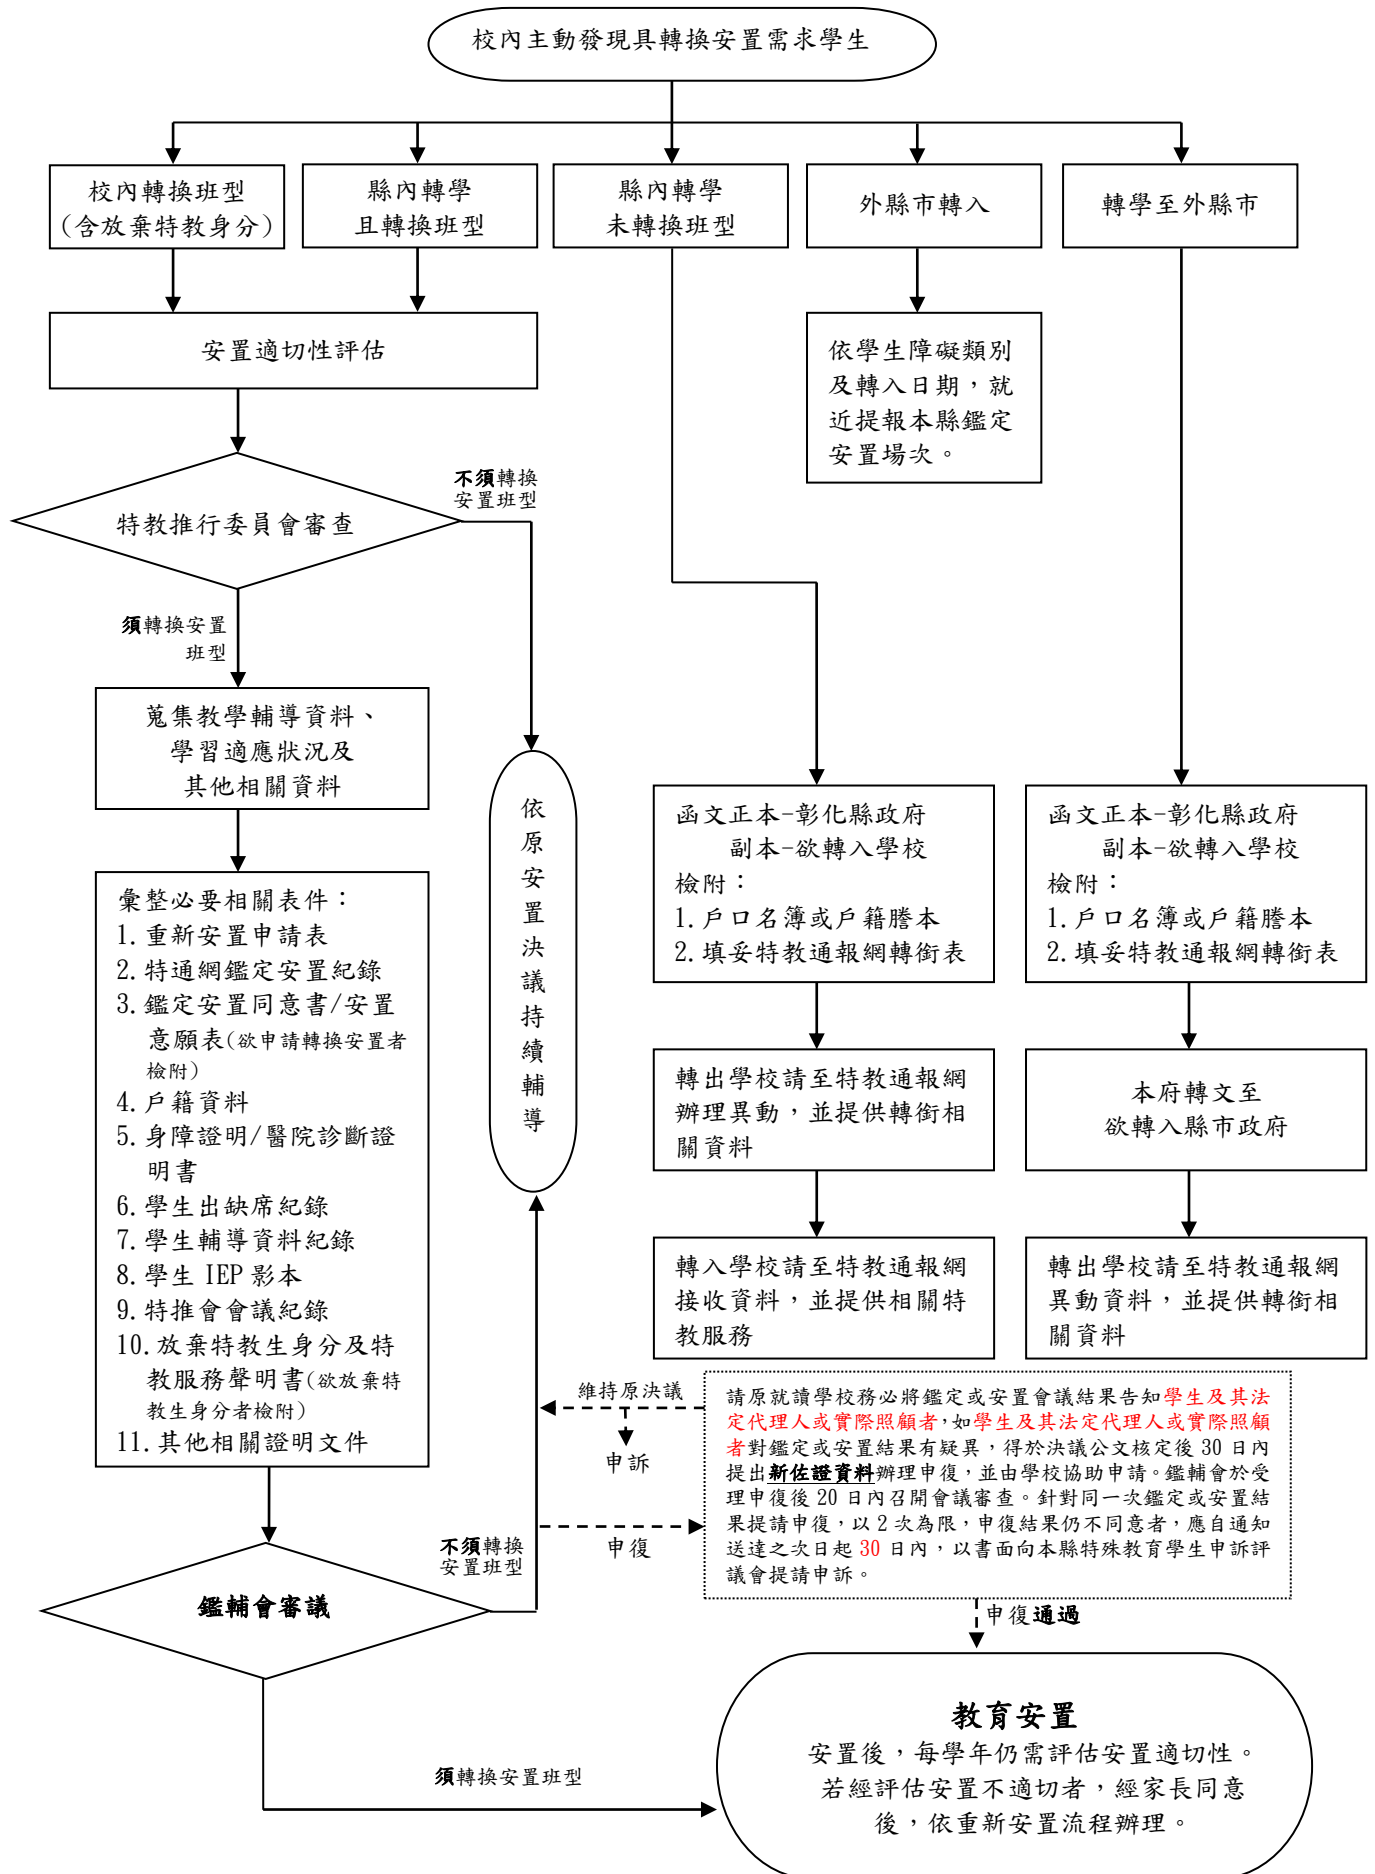 校內主動發現具轉換安置需求學生
校內轉換班型
(含放棄特教身分)
縣內轉學
且轉換班型
縣內轉學
未轉換班型
外縣市轉入
轉學至外縣市
安置適切性評估
依學生障礙類別
及轉入日期，就
近提報本縣鑑定
安置場次。
特教推行委員會審查
不須轉換
安置班型
須轉換安置
班型
蒐集教學輔導資料、
學習適應狀況及
其他相關資料
依原安置決議持續輔導
彙整必要相關表件：
1.重新安置申請表
2.特通網鑑定安置紀錄
3.鑑定安置同意書/安置
意願表(欲申請轉換安置者
檢附)
4.戶籍資料
5.身障證明/醫院診斷證
明書
6.學生出缺席紀錄
7.學生輔導資料紀錄
8.學生 IEP 影本
9.特推會會議紀錄
10.放棄特教生身分及特
教服務聲明書(欲放棄特
教生身分者檢附)
11.其他相關證明文件
函文正本-彰化縣政府
副本-欲轉入學校
檢附：
1.戶口名簿或戶籍謄本
2.填妥特教通報網轉銜表
函文正本-彰化縣政府
副本-欲轉入學校
檢附：
1.戶口名簿或戶籍謄本
2.填妥特教通報網轉銜表
轉出學校請至特教通報網
辦理異動，並提供轉銜相
關資料
本府轉文至
欲轉入縣市政府
轉入學校請至特教通報網
接收資料，並提供相關特
教服務
轉出學校請至特教通報網
異動資料，並提供轉銜相
關資料
維持原決議
申訴
請原就讀學校務必將鑑定或安置會議結果告知學生及其法
定代理人或實際照顧者，如學生及其法定代理人或實際照顧
者對鑑定或安置結果有疑異，得於決議公文核定後 30 日內
提出新佐證資料辦理申復，並由學校協助申請。鑑輔會於受
理申復後 20 日內召開會議審查。針對同一次鑑定或安置結
果提請申復，以 2 次為限，申復結果仍不同意者，應自通知
送達之次日起 30 日內，以書面向本縣特殊教育學生申訴評
議會提請申訴。
申復
不須轉換
安置班型
鑑輔會審議
申復通過
須轉換安置班型
教育安置
安置後，每學年仍需評估安置適切性。
若經評估安置不適切者，經家長同意
後，依重新安置流程辦理。